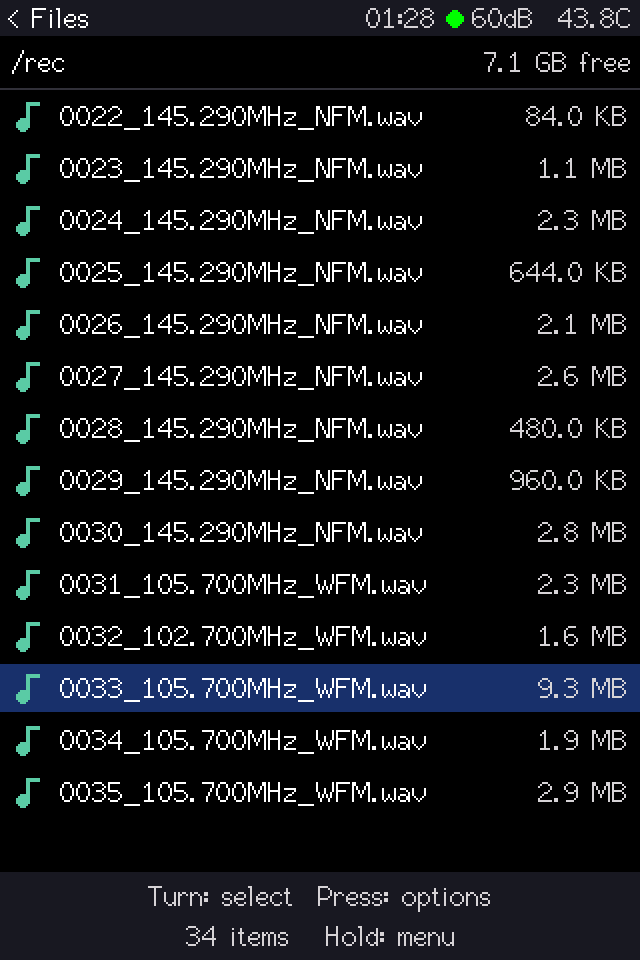 < Files 01:28 60dB 43.8C
/rec 7.1 GB free
0022_145.290MHz_NFM.wav 84.0 KB
0023_145.290MHz_NFM.wav 1.1 MB
0024_145.290MHz_NFM.wav 2.3 MB
0025_145.290MHz_NFM.wav 644.0 KB
0026_145.290MHz_NFM.wav 2.1 MB
0027_145.290MHz_NFM.wav 2.6 MB
0028_145.290MHz_NFM.wav 480.0 KB
0029_145.290MHz_NFM.wav 960.0 KB
0030_145.290MHz_NFM.wav 2.8 MB
0031_105.700MHz_WFM.wav 2.3 MB
0032_102.700MHz_WFM.wav 1.6 MB
0033_105.700MHz_WFM.wav 9.3 MB
0034_105.700MHz_WFM.wav 1.9 MB
0035_105.700MHz_WFM.wav 2.9 MB
Turn: select Press: options
34 items Hold: menu